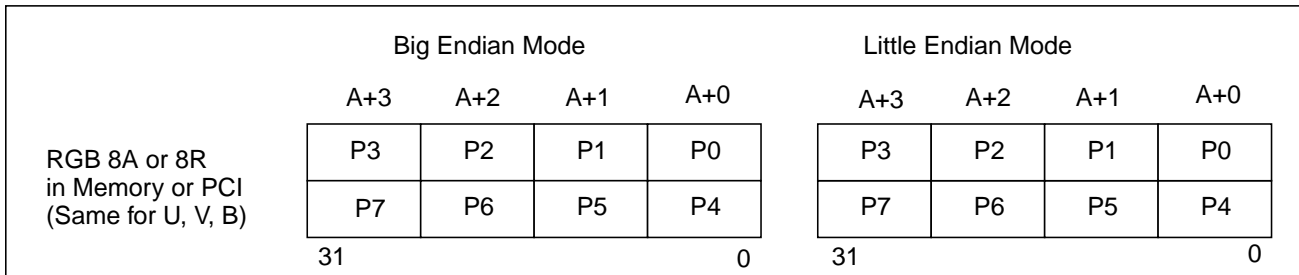 Big Endian Mode Little Endian Mode
A+3 A+2 A+1 A+0 A+3 A+2 A+1 A+0
RGB 8A or 8R
in Memory or PCI
(Same for U, V, B)
P3 P2 P1 P0 P3 P2 P1 P0
P7 P6 P5 P4 P7 P6 P5 P4
31 0 31 0